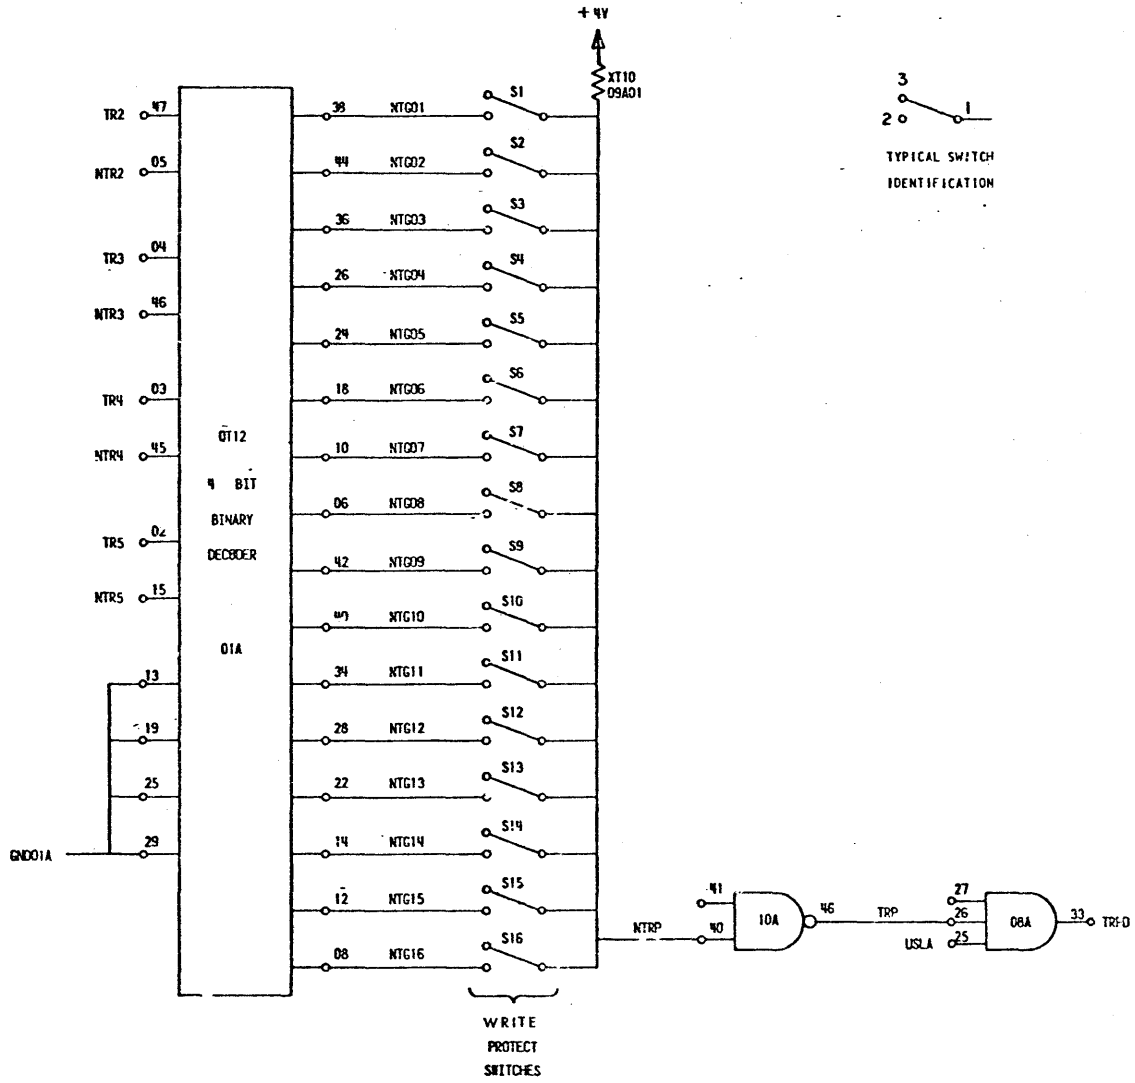 +4V
XT10
09A01
3
1
2
TYPICAL SWITCH
IDENTIFICATION
TR2 47
NTR2 05
TR3 04
NTR3 46
TR4 03
NTR4 45
TR5 02
NTR5 15
13
19
25
GND01A 29
QT12
4 BIT
BINARY
DECODER
01A
38 NTG01 S1
44 NTG02 S2
36 NTG03 S3
26 NTG04 S4
24 NTG05 S5
18 NTG06 S6
10 NTG07 S7
06 NTG08 S8
42 NTG09 S9
40 NTG10 S10
34 NTG11 S11
28 NTG12 S12
22 NTG13 S13
14 NTG14 S14
12 NTG15 S15
08 NTG16 S16
WRITE
PROTECT
SWITCHES
NTRP
41
40
10A
46
TRP
27
26
USLA 25
08A
33